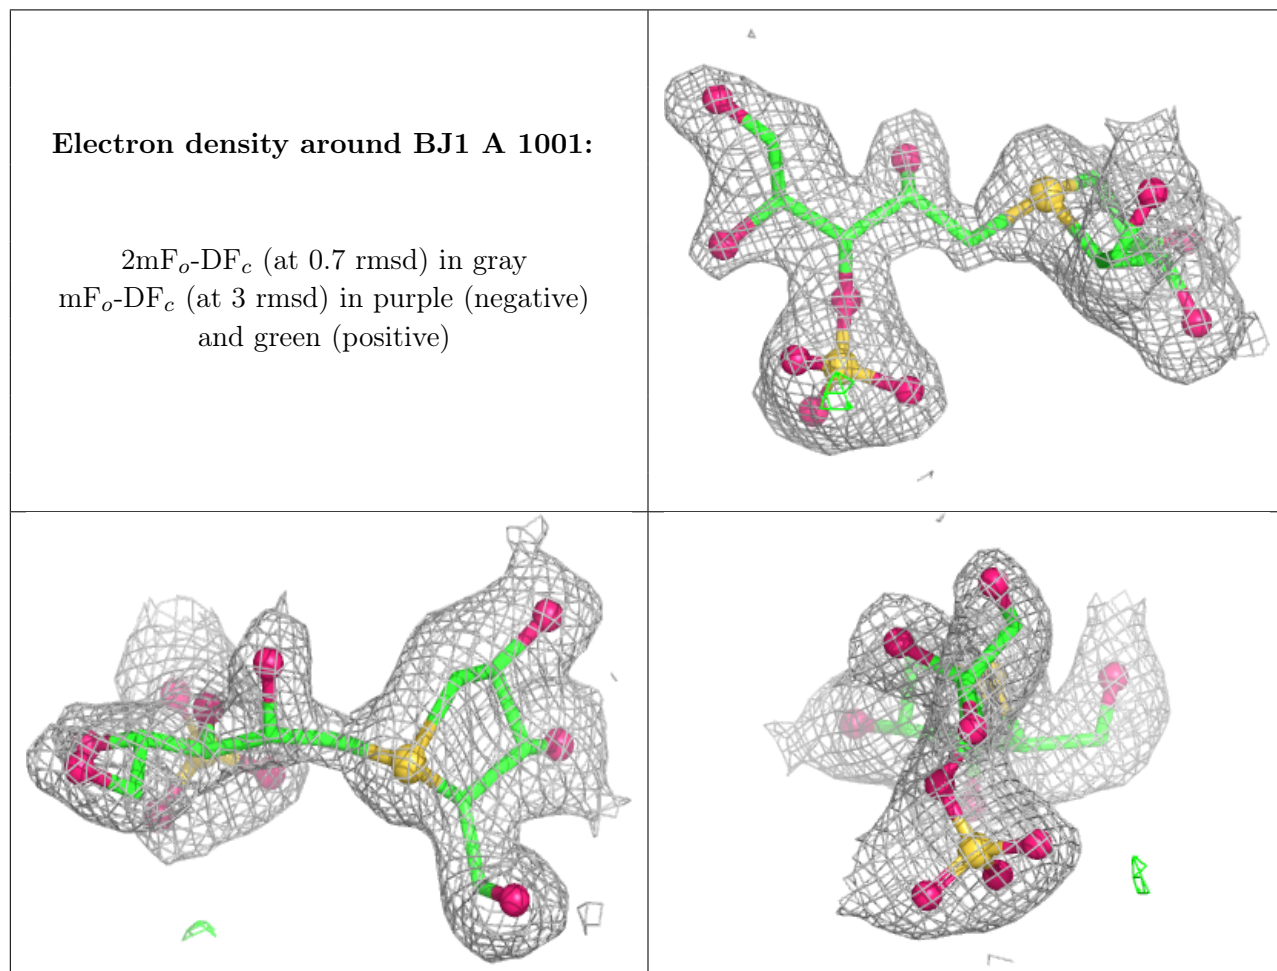 Electron density around BJ1 A 1001:
2mFₒ-DF𝒸 (at 0.7 rmsd) in gray
mFₒ-DF𝒸 (at 3 rmsd) in purple (negative)
and green (positive)